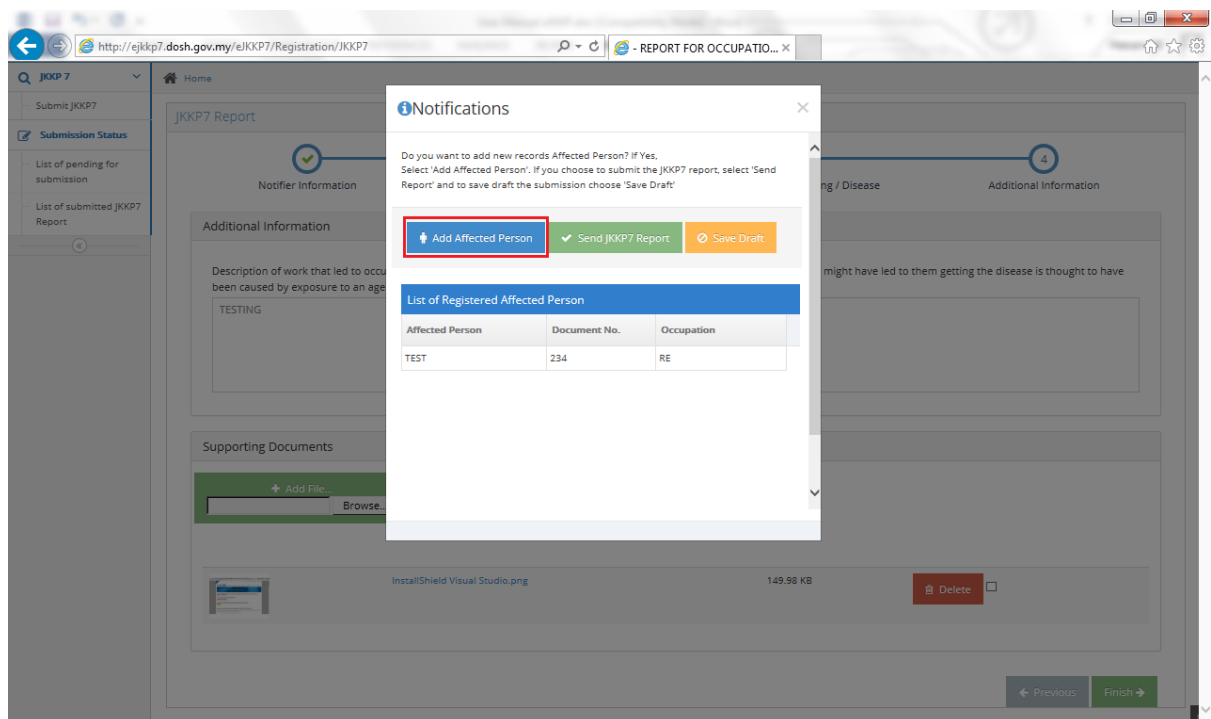 http://ejkkp7.dosh.gov.my/eJKKP7/Registration/JKKP7
- REPORT FOR OCCUPATIO...
JKKP 7
Submit JKKP7
Submission Status
List of pending for
submission
List of submitted JKKP7
Report
Home
JKKP7 Report
Notifier Information
ng / Disease
4
Additional Information
Additional Information
Description of work that led to occu
might have led to them getting the disease is thought to have
been caused by exposure to an age
TESTING
Notifications
Do you want to add new records Affected Person? If Yes,
Select 'Add Affected Person'. If you choose to submit the JKKP7 report, select 'Send
Report' and to save draft the submission choose 'Save Draft'
Add Affected Person
Send JKKP7 Report
Save Draft
List of Registered Affected Person
Affected Person Document No. Occupation
TEST 234 RE
Supporting Documents
Add File...
Browse...
InstallShield Visual Studio.png 149.98 KB
Delete
Previous
Finish